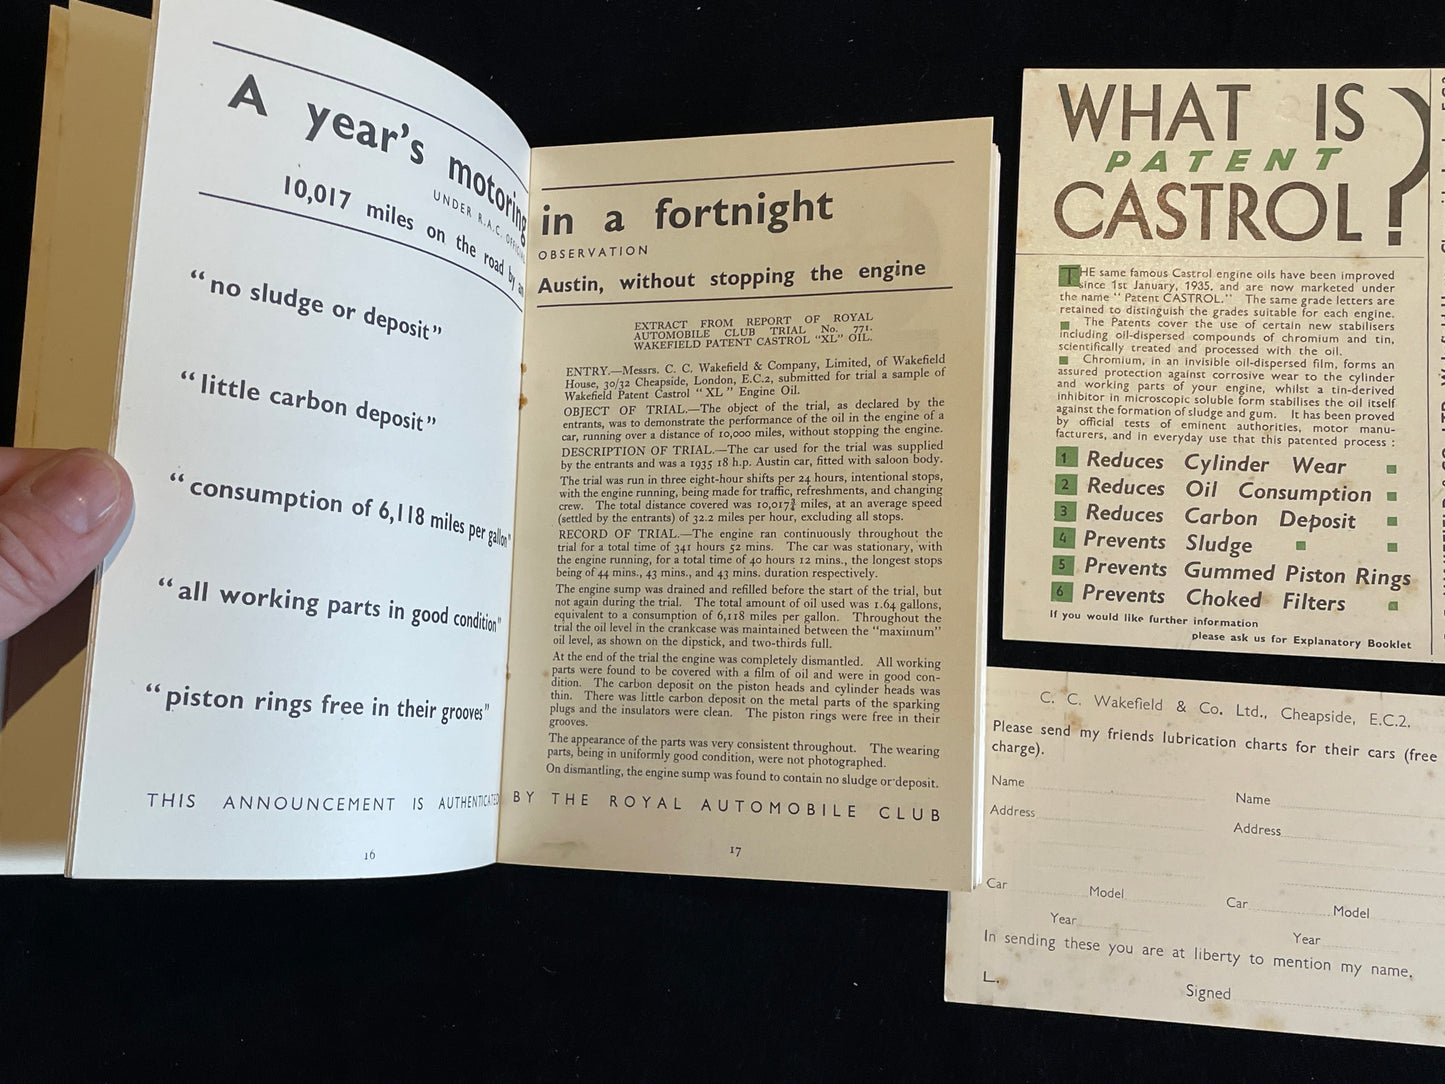 A year's motoring
UNDER R.A.C. OFFICIAL
10,017 miles on the road by an
“no sludge or deposit”
“little carbon deposit”
“consumption of 6,118 miles per gallon”
“all working parts in good condition”
“piston rings free in their grooves”
THIS ANNOUNCEMENT IS AUTHENTICATED
16
in a fortnight
OBSERVATION
Austin, without stopping the engine
EXTRACT FROM REPORT OF ROYAL
AUTOMOBILE CLUB TRIAL No. 771.
WAKEFIELD PATENT CASTROL “XL” OIL.
ENTRY.—Messrs. C. C. Wakefield & Company, Limited, of Wakefield
House, 30/32 Cheapside, London, E.C.2, submitted for trial a sample of
Wakefield Patent Castrol “XL” Engine Oil.
OBJECT OF TRIAL.—The object of the trial, as declared by the
entrants, was to demonstrate the performance of the oil in the engine of a
car, running over a distance of 10,000 miles, without stopping the engine.
DESCRIPTION OF TRIAL.—The car used for the trial was supplied
by the entrants and was a 1935 18 h.p. Austin car, fitted with saloon body.
The trial was run in three eight-hour shifts per 24 hours, intentional stops,
with the engine running, being made for traffic, refreshments, and changing
crew. The total distance covered was 10,017¾ miles, at an average speed
(settled by the entrants) of 32.2 miles per hour, excluding all stops.
RECORD OF TRIAL.—The engine ran continuously throughout the
trial for a total time of 341 hours 52 mins. The car was stationary, with
the engine running, for a total time of 40 hours 12 mins., the longest stops
being of 44 mins., 43 mins., and 43 mins. duration respectively.
The engine sump was drained and refilled before the start of the trial, but
not again during the trial. The total amount of oil used was 1.64 gallons,
equivalent to a consumption of 6,118 miles per gallon. Throughout the
trial the oil level in the crankcase was maintained between the “maximum”
oil level, as shown on the dipstick, and two-thirds full.
At the end of the trial the engine was completely dismantled. All working
parts were found to be covered with a film of oil and were in good con-
dition. The carbon deposit on the piston heads and cylinder heads was
thin. There was little carbon deposit on the metal parts of the sparking
plugs and the insulators were clean. The piston rings were free in their
grooves.
The appearance of the parts was very consistent throughout. The wearing
parts, being in uniformly good condition, were not photographed.
On dismantling, the engine sump was found to contain no sludge or deposit.
BY THE ROYAL AUTOMOBILE CLUB
17
WHAT IS
PATENT
CASTROL?
THE same famous Castrol engine oils have been improved
since 1st January, 1935, and are now marketed under
the name “Patent CASTROL.” The same grade letters are
retained to distinguish the grades suitable for each engine.
The Patents cover the use of certain new stabilisers
including oil-dispersed compounds of chromium and tin,
scientifically treated and processed with the oil.
Chromium, in an invisible oil-dispersed film, forms an
assured protection against corrosive wear to the cylinder
and working parts of your engine, whilst a tin-derived
inhibitor in microscopic soluble form stabilises the oil itself
against the formation of sludge and gum. It has been proved
by official tests of eminent authorities, motor manu-
facturers, and in everyday use that this patented process :
1 Reduces Cylinder Wear
2 Reduces Oil Consumption
3 Reduces Carbon Deposit
4 Prevents Sludge
5 Prevents Gummed Piston Rings
6 Prevents Choked Filters
If you would like further information
please ask us for Explanatory Booklet
C. C. Wakefield & Co. Ltd., Cheapside, E.C.2.
Please send my friends lubrication charts for their cars (free
charge).
Name Name
Address Address
Car Model Car Model
Year Year
In sending these you are at liberty to mention my name.
L. Signed